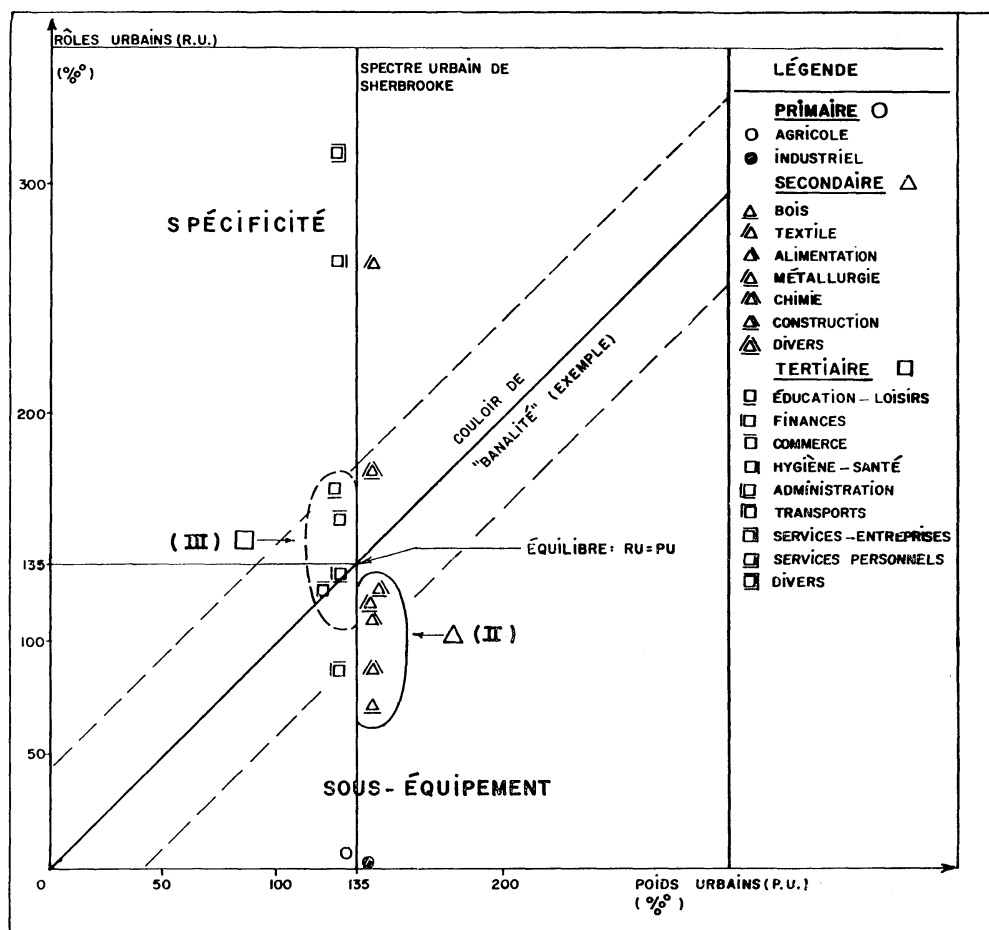 RÔLES URBAINS (R.U.)
(‰°)
SPECTRE URBAIN DE
SHERBROOKE
300
SPÉCIFICITÉ
200
COULOIR DE
"BANALITÉ" (EXEMPLE)
(III)
ÉQUILIBRE: RU=PU
135
(II)
100
50
SOUS-ÉQUIPEMENT
0
50
100
135
200
POIDS URBAINS (P.U.)
(‰°)
LÉGENDE
PRIMAIRE
AGRICOLE
INDUSTRIEL
SECONDAIRE
BOIS
TEXTILE
ALIMENTATION
MÉTALLURGIE
CHIMIE
CONSTRUCTION
DIVERS
TERTIAIRE
ÉDUCATION - LOISIRS
FINANCES
COMMERCE
HYGIÈNE - SANTÉ
ADMINISTRATION
TRANSPORTS
SERVICES - ENTREPRISES
SERVICES PERSONNELS
DIVERS